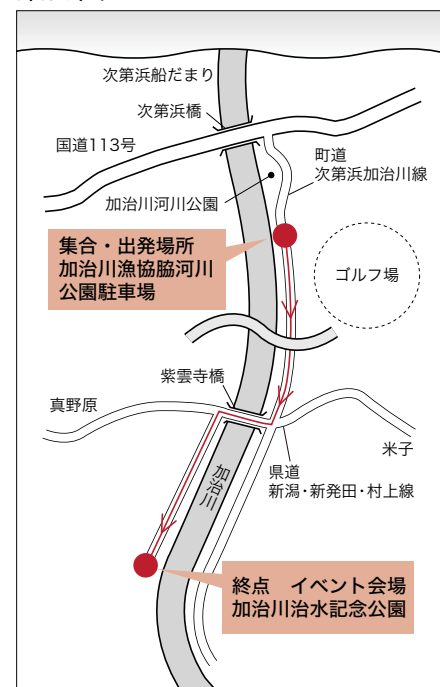 次第浜船だまり
次第浜橋
国道113号
町道
次第浜加治川線
加治川河川公園
集合・出発場所
加治川漁協脇河川
公園駐車場
ゴルフ場
紫雲寺橋
真野原
米子
県道
新潟・新発田・村上線
加治川
終点　イベント会場
加治川治水記念公園